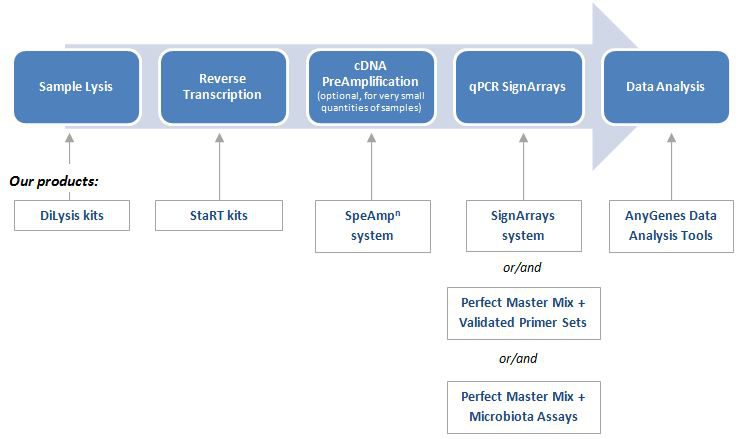 Sample Lysis
Reverse
Transcription
cDNA
PreAmplification
(optional, for very small
quantities of samples)
qPCR SignArrays
Data Analysis
Our products:
DiLysis kits
StaRT kits
SpeAmpⁿ
system
SignArrays
system
AnyGenes Data
Analysis Tools
or/and
Perfect Master Mix +
Validated Primer Sets
or/and
Perfect Master Mix +
Microbiota Assays